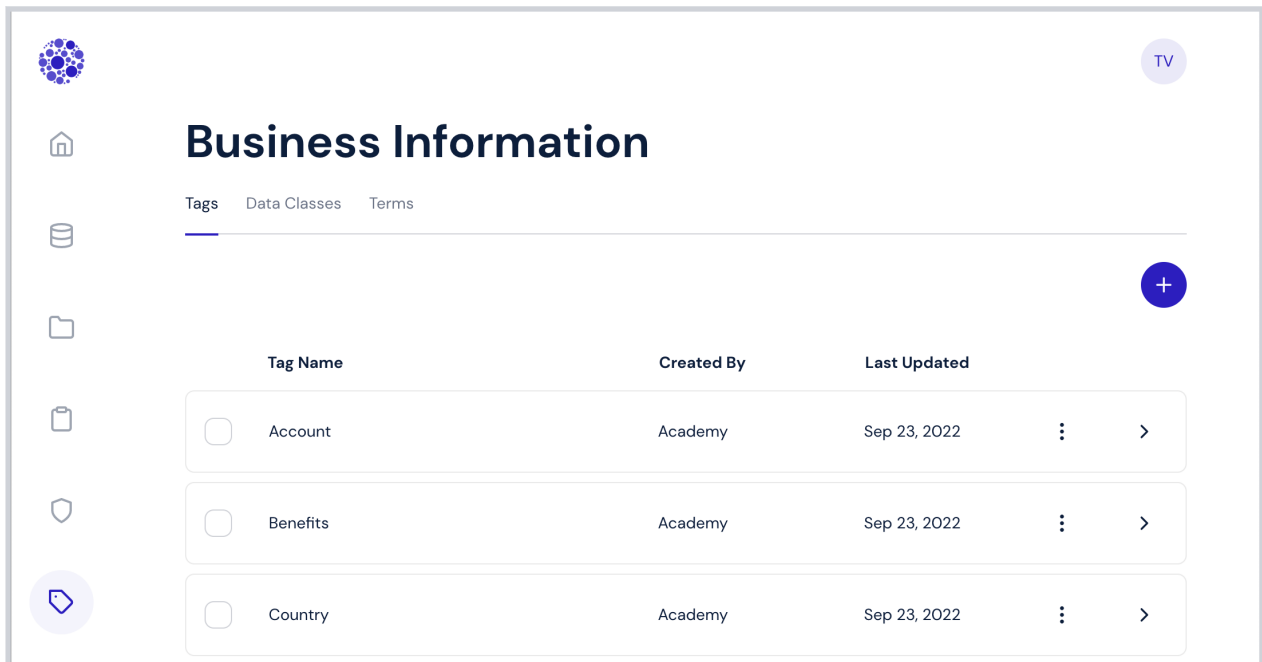 TV
Business Information
Tags Data Classes Terms
+
Tag Name Created By Last Updated
Account Academy Sep 23, 2022
Benefits Academy Sep 23, 2022
Country Academy Sep 23, 2022